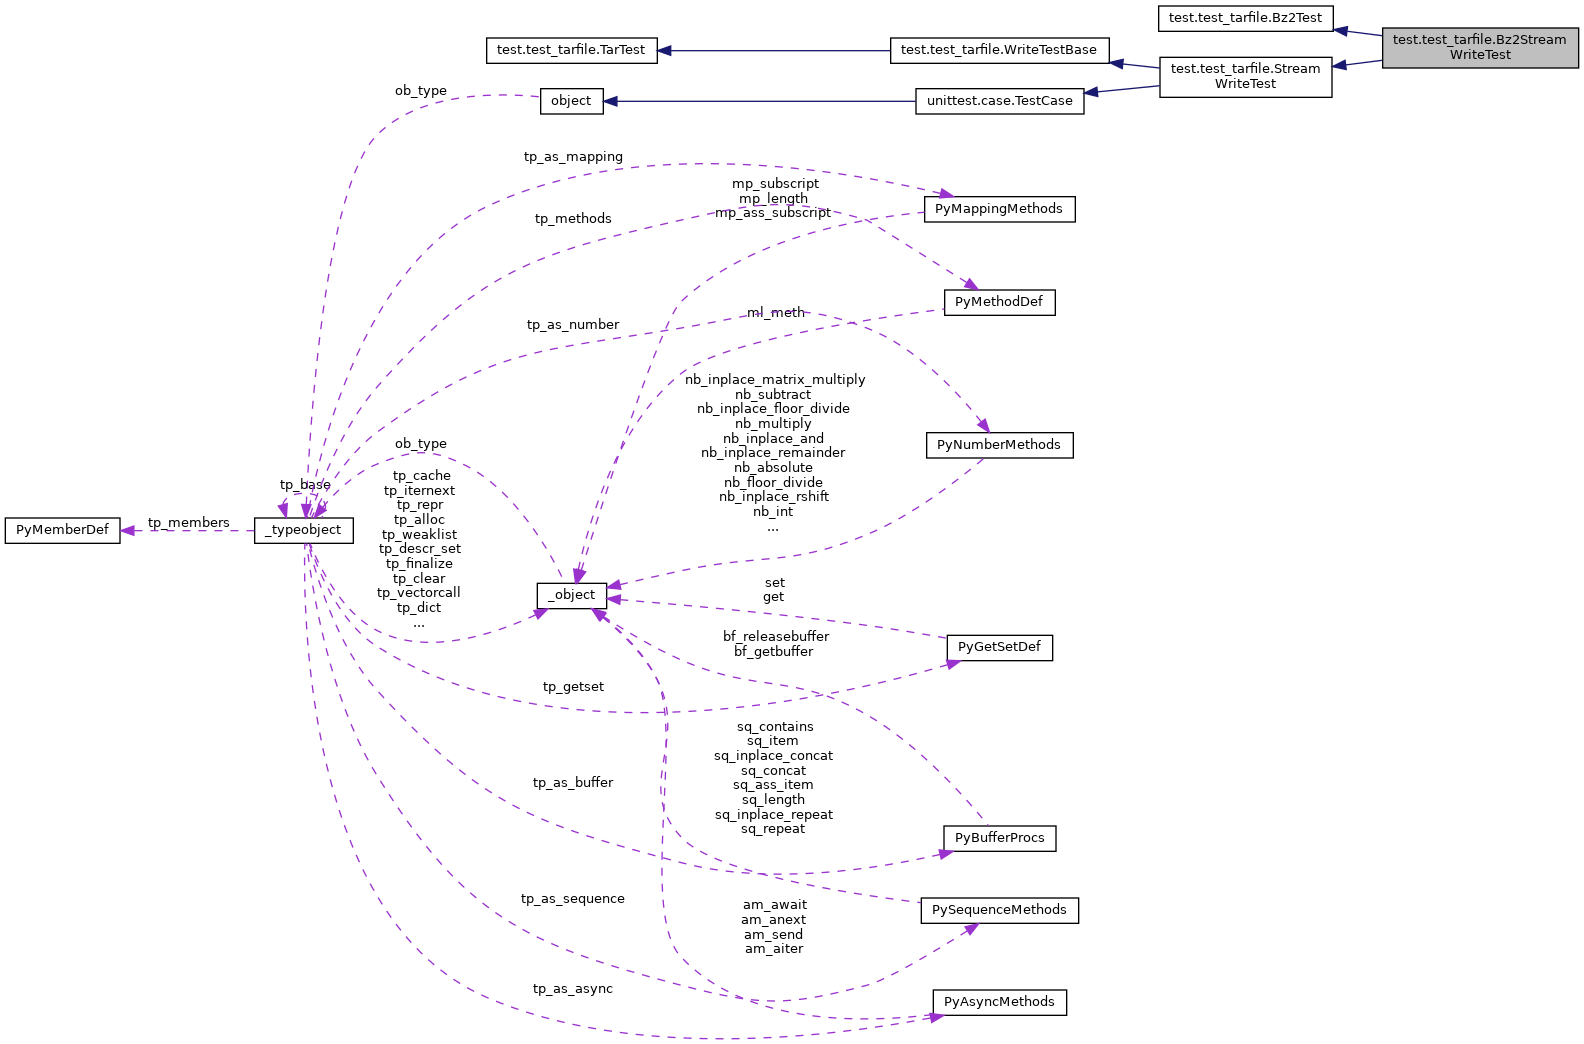 test.test_tarfile.Bz2Test
test.test_tarfile.Bz2Stream
WriteTest
test.test_tarfile.TarTest
test.test_tarfile.WriteTestBase
test.test_tarfile.Stream
WriteTest
ob_type
object
unittest.case.TestCase
tp_as_mapping
mp_subscript
mp_length
mp_ass_subscript
PyMappingMethods
tp_methods
PyMethodDef
ml_meth
tp_as_number
nb_inplace_matrix_multiply
nb_subtract
nb_inplace_floor_divide
nb_multiply
nb_inplace_and
nb_inplace_remainder
nb_absolute
nb_floor_divide
nb_inplace_rshift
nb_int
...
PyNumberMethods
ob_type
tp_cache
tp_iternext
tp_repr
tp_alloc
tp_weaklist
tp_descr_set
tp_finalize
tp_clear
tp_vectorcall
tp_dict
...
tp_base
PyMemberDef
tp_members
_typeobject
_object
set
get
PyGetSetDef
bf_releasebuffer
bf_getbuffer
tp_getset
sq_contains
sq_item
sq_inplace_concat
sq_concat
sq_ass_item
sq_length
sq_inplace_repeat
sq_repeat
tp_as_buffer
PyBufferProcs
tp_as_sequence
am_await
am_anext
am_send
am_aiter
PySequenceMethods
tp_as_async
PyAsyncMethods